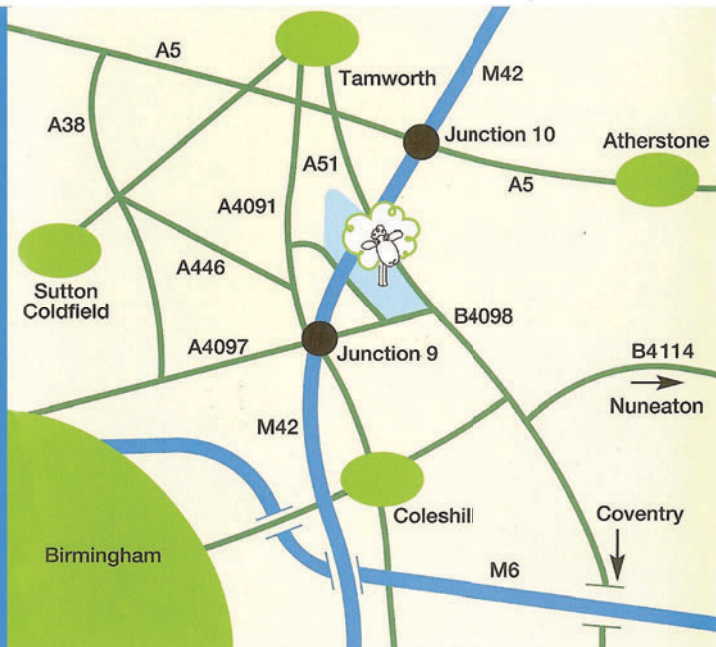 A5
Tamworth
M42
A38
Junction 10
Atherstone
A51
A5
A4091
A446
Sutton
Coldfield
B4098
A4097
Junction 9
B4114
Nuneaton
M42
Coleshill
Coventry
Birmingham
M6